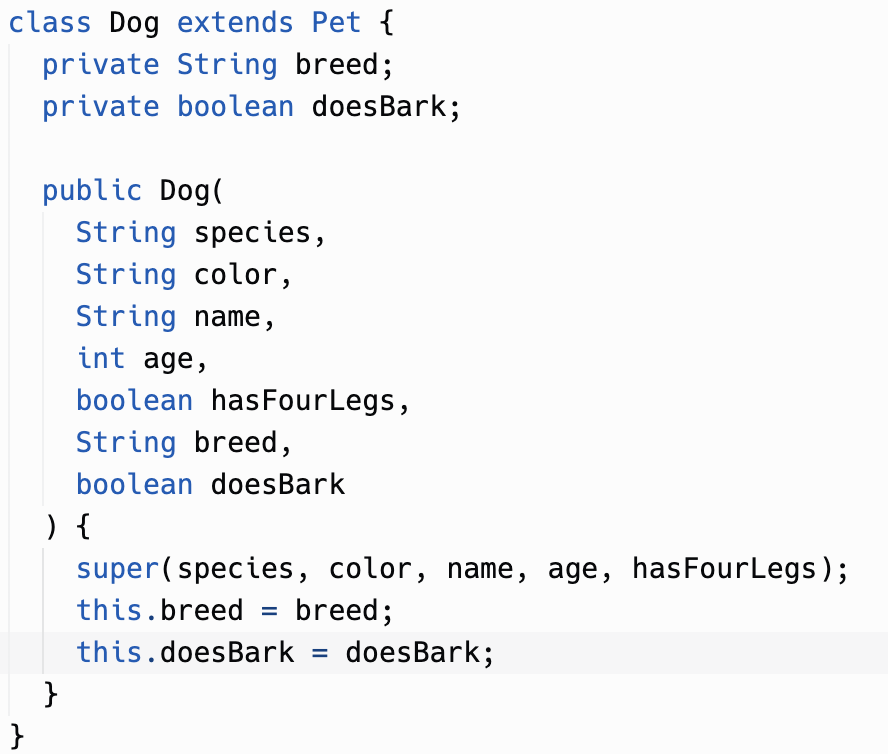 class Dog extends Pet {
  private String breed;
  private boolean doesBark;

  public Dog(
    String species,
    String color,
    String name,
    int age,
    boolean hasFourLegs,
    String breed,
    boolean doesBark
  ) {
    super(species, color, name, age, hasFourLegs);
    this.breed = breed;
    this.doesBark = doesBark;
  }
}